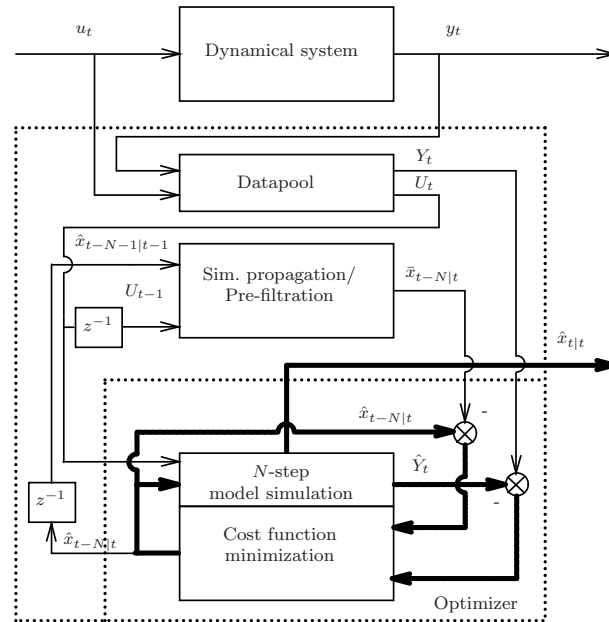 u_t
y_t
Dynamical system
Y_t
Datapool
U_t
x̂_{t−N−1|t−1}
Sim. propagation/
Pre-filtration
x̄_{t−N|t}
U_{t−1}
z^{−1}
x̂_{t|t}
x̂_{t−N|t}
-
N-step
model simulation
Ŷ_t
-
z^{−1}
Cost function
minimization
x̂_{t−N|t}
Optimizer